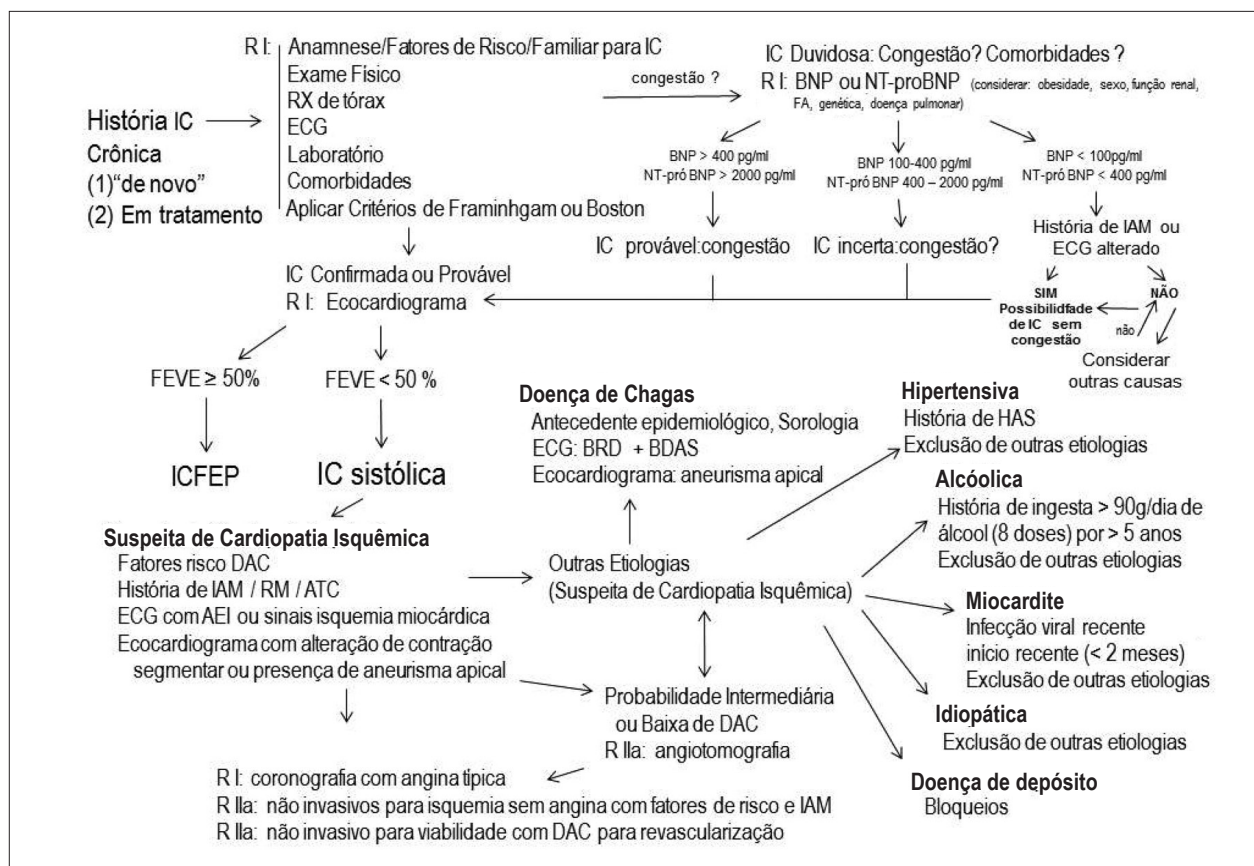 História IC
Crônica
(1)“de novo”
(2) Em tratamento
R I: Anamnese/Fatores de Risco/Familiar para IC
Exame Físico
RX de tórax
ECG
Laboratório
Comorbidades
Aplicar Critérios de Framinhgam ou Boston
congestão ?
IC Duvidosa: Congestão? Comorbidades ?
R I: BNP ou NT-proBNP (considerar: obesidade, sexo, função renal,
FA, genética, doença pulmonar)
BNP > 400 pg/ml
NT-pró BNP > 2000 pg/ml
BNP 100-400 pg/ml
NT-pró BNP 400 – 2000 pg/ml
BNP < 100pg/ml
NT-pró BNP < 400 pg/ml
IC provável:congestão
IC incerta:congestão?
História de IAM ou
ECG alterado
SIM
Possibilidfade
de IC sem
congestão
NÃO
não
Considerar
outras causas
IC Confirmada ou Provável
R I: Ecocardiograma
FEVE ≥ 50%
FEVE < 50 %
ICFEP
IC sistólica
Suspeita de Cardiopatia Isquêmica
Fatores risco DAC
História de IAM / RM / ATC
ECG com AEI ou sinais isquemia miocárdica
Ecocardiograma com alteração de contração
segmentar ou presença de aneurisma apical
Doença de Chagas
Antecedente epidemiológico, Sorologia
ECG: BRD + BDAS
Ecocardiograma: aneurisma apical
Outras Etiologias
(Suspeita de Cardiopatia Isquêmica)
Probabilidade Intermediária
ou Baixa de DAC
R IIa: angiotomografia
R I: coronografia com angina típica
R IIa: não invasivos para isquemia sem angina com fatores de risco e IAM
R IIa: não invasivo para viabilidade com DAC para revascularização
Hipertensiva
História de HAS
Exclusão de outras etiologias
Alcóolica
História de ingesta > 90g/dia de
álcool (8 doses) por > 5 anos
Exclusão de outras etiologias
Miocardite
Infecção viral recente
início recente (< 2 meses)
Exclusão de outras etiologias
Idiopática
Exclusão de outras etiologias
Doença de depósito
Bloqueios